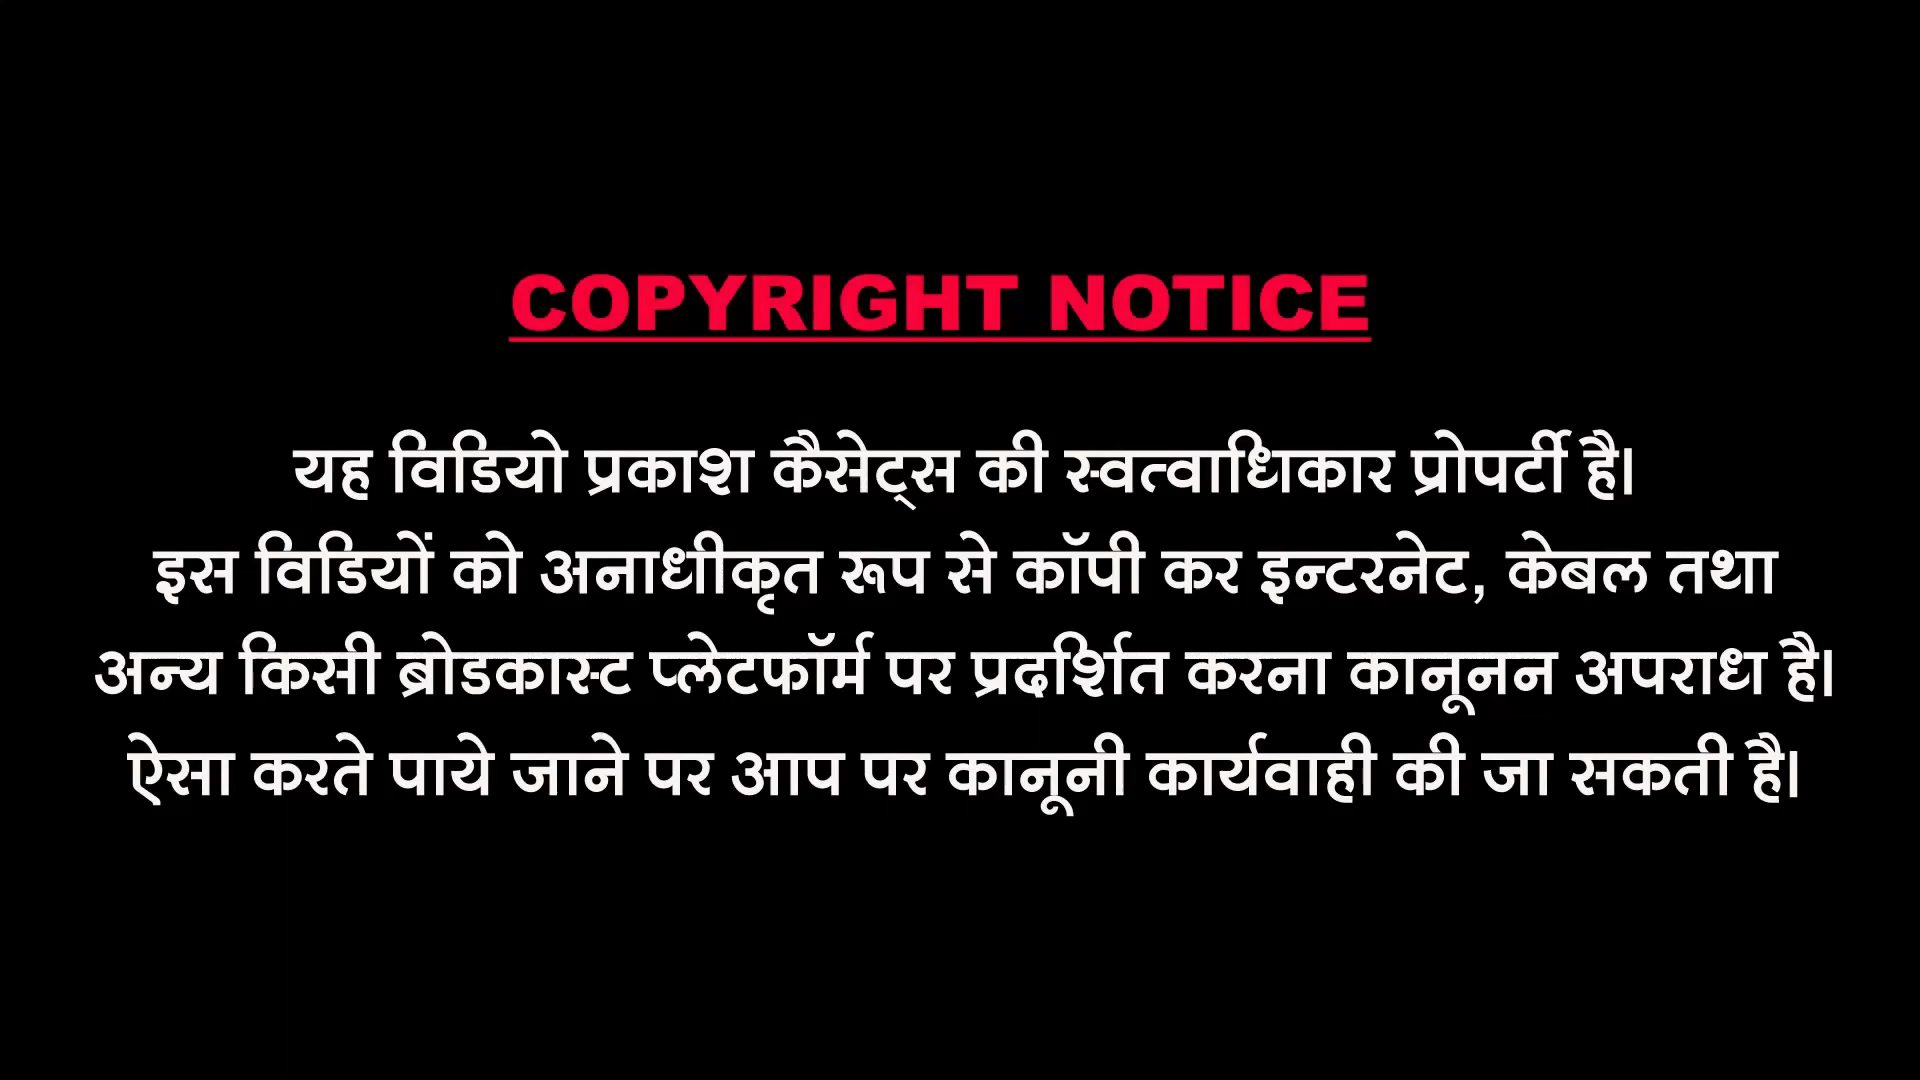 COPYRIGHT NOTICE
यह विडियो प्रकाश कैसेट्स की स्वत्वाधिकार प्रोपर्टी है।
इस विडियों को अनाधीकृत रूप से कॉपी कर इन्टरनेट, केबल तथा
अन्य किसी ब्रोडकास्ट प्लेटफॉर्म पर प्रदर्शित करना कानूनन अपराध है।
ऐसा करते पाये जाने पर आप पर कानूनी कार्यवाही की जा सकती है।